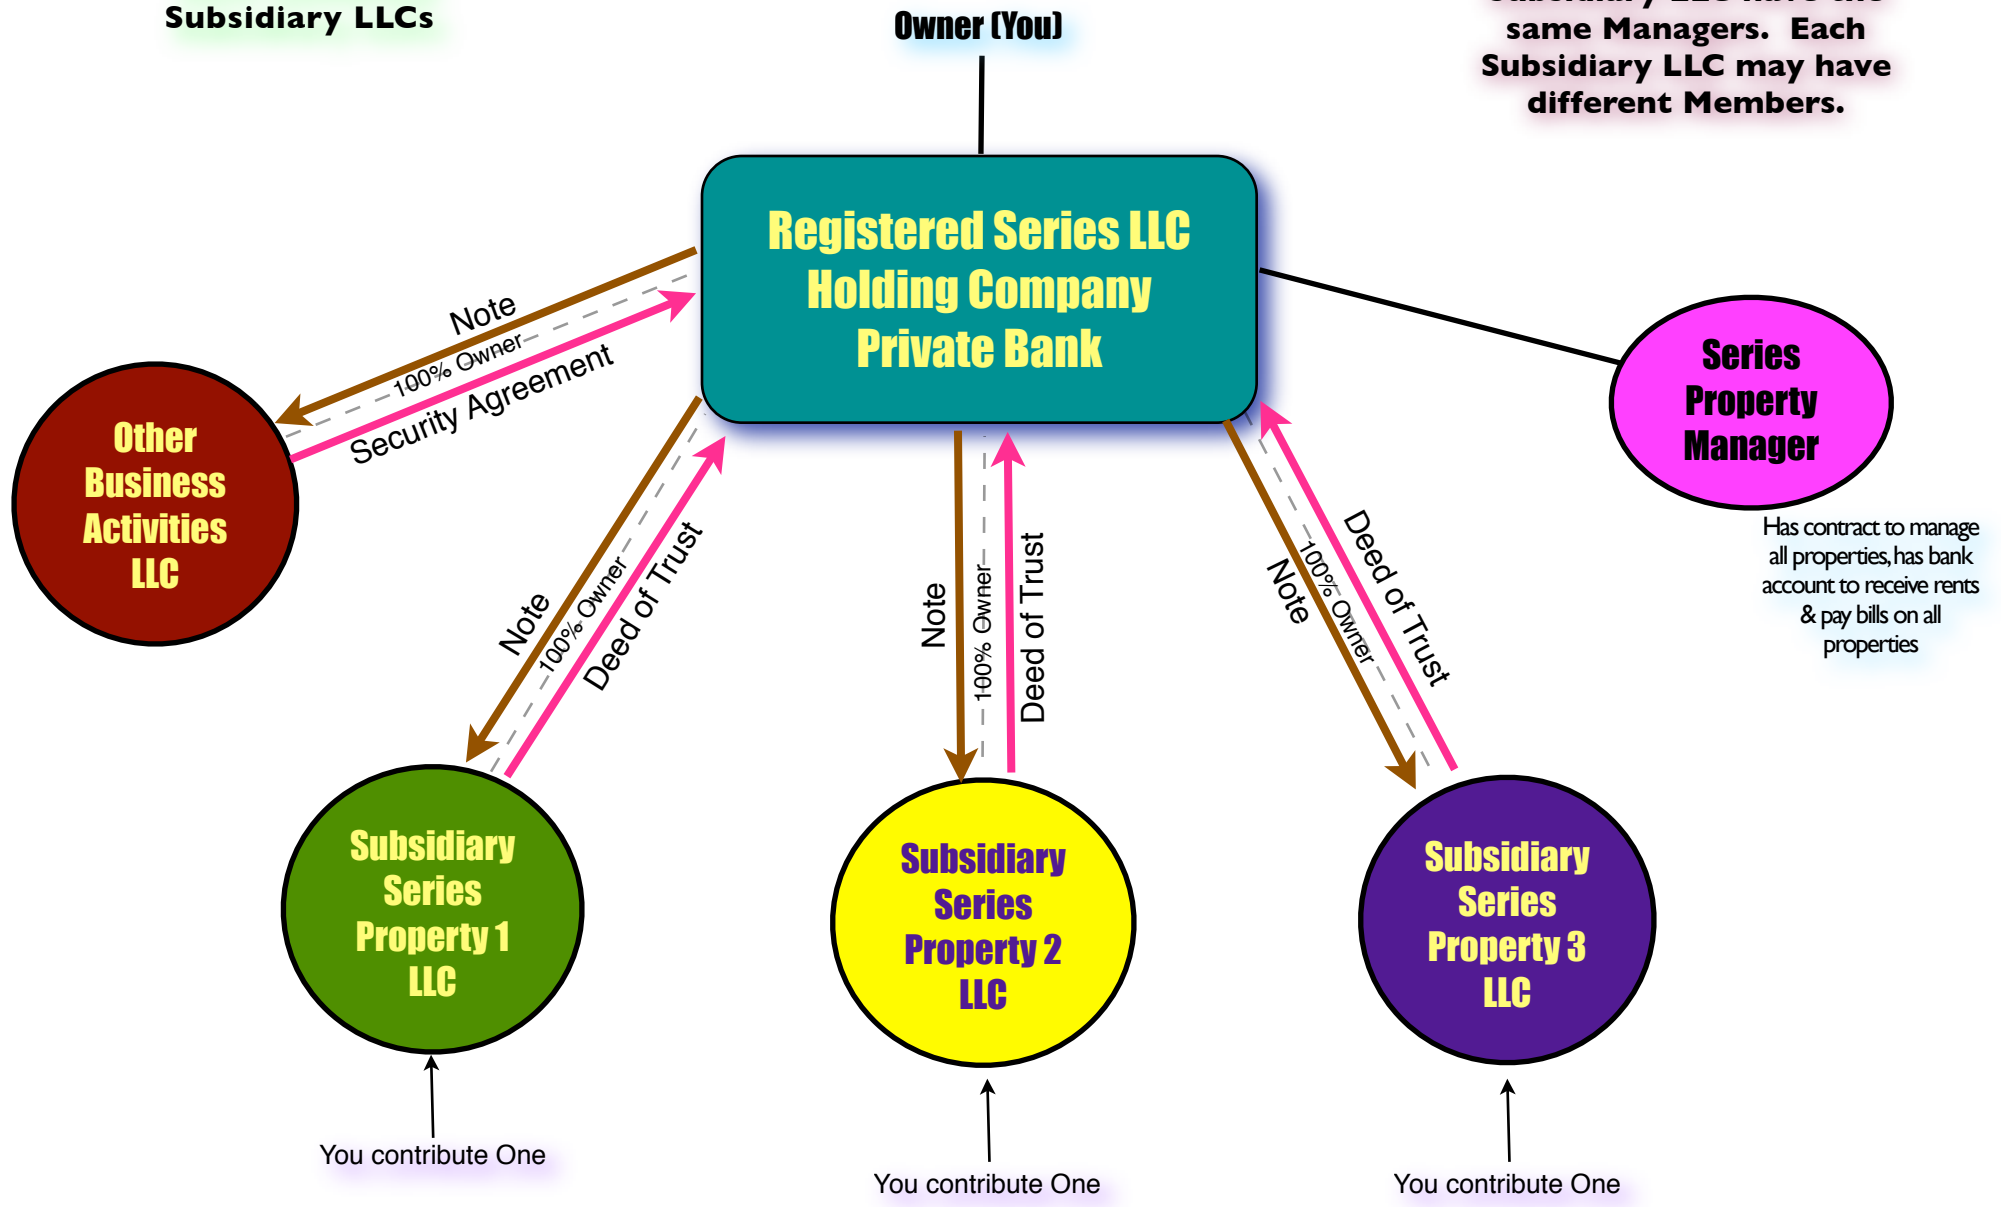 Subsidiary LLCs
Owner (You)
Subsidiary LLC have the
same Managers. Each
Subsidiary LLC may have
different Members.
Registered Series LLC
Holding Company
Private Bank
Note
100% Owner
Security Agreement
Other
Business
Activities
LLC
Series
Property
Manager
Has contract to manage
all properties, has bank
account to receive rents
& pay bills on all
properties
Note
100% Owner
Deed of Trust
Note
100% Owner
Deed of Trust
Note
100% Owner
Deed of Trust
Subsidiary
Series
Property 1
LLC
Subsidiary
Series
Property 2
LLC
Subsidiary
Series
Property 3
LLC
You contribute One
You contribute One
You contribute One